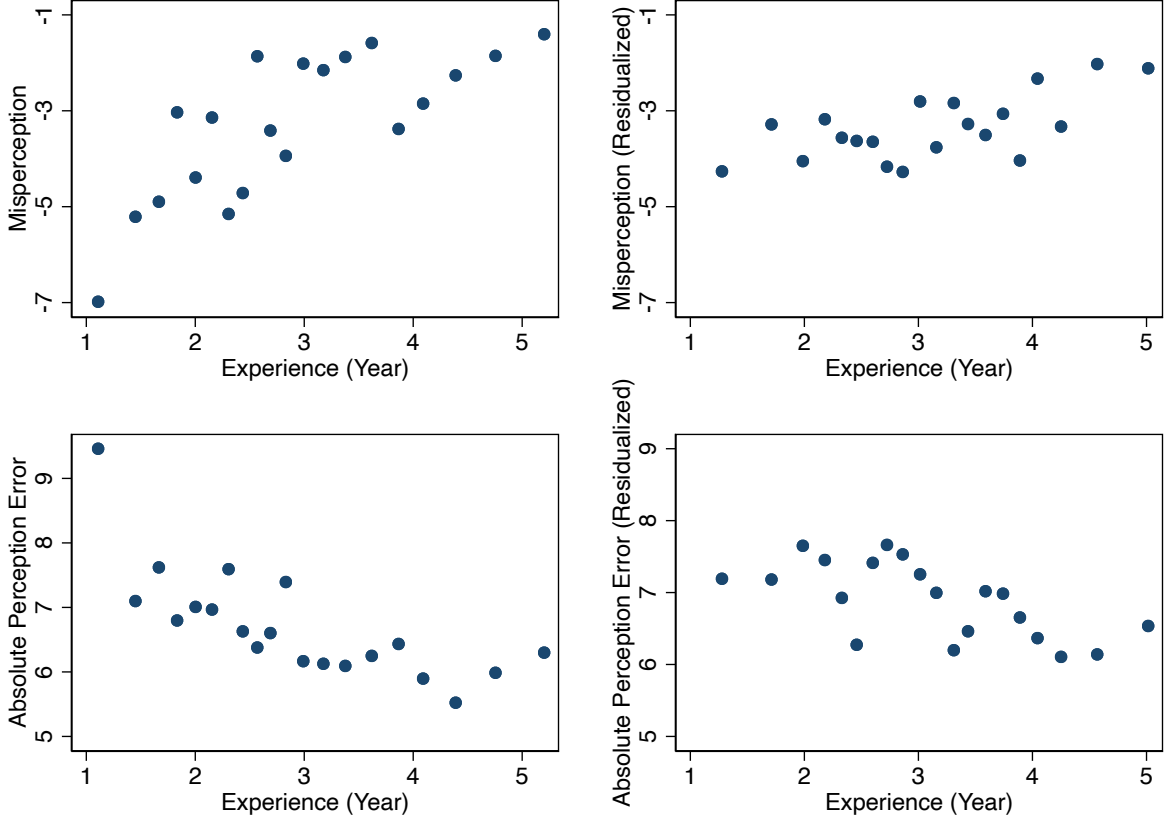 Misperception
-1
-3
-5
-7
1 2 3 4 5
Experience (Year)
Misperception (Residualized)
-1
-3
-5
-7
1 2 3 4 5
Experience (Year)
Absolute Perception Error
9
8
7
6
5
1 2 3 4 5
Experience (Year)
Absolute Perception Error (Residualized)
9
8
7
6
5
1 2 3 4 5
Experience (Year)